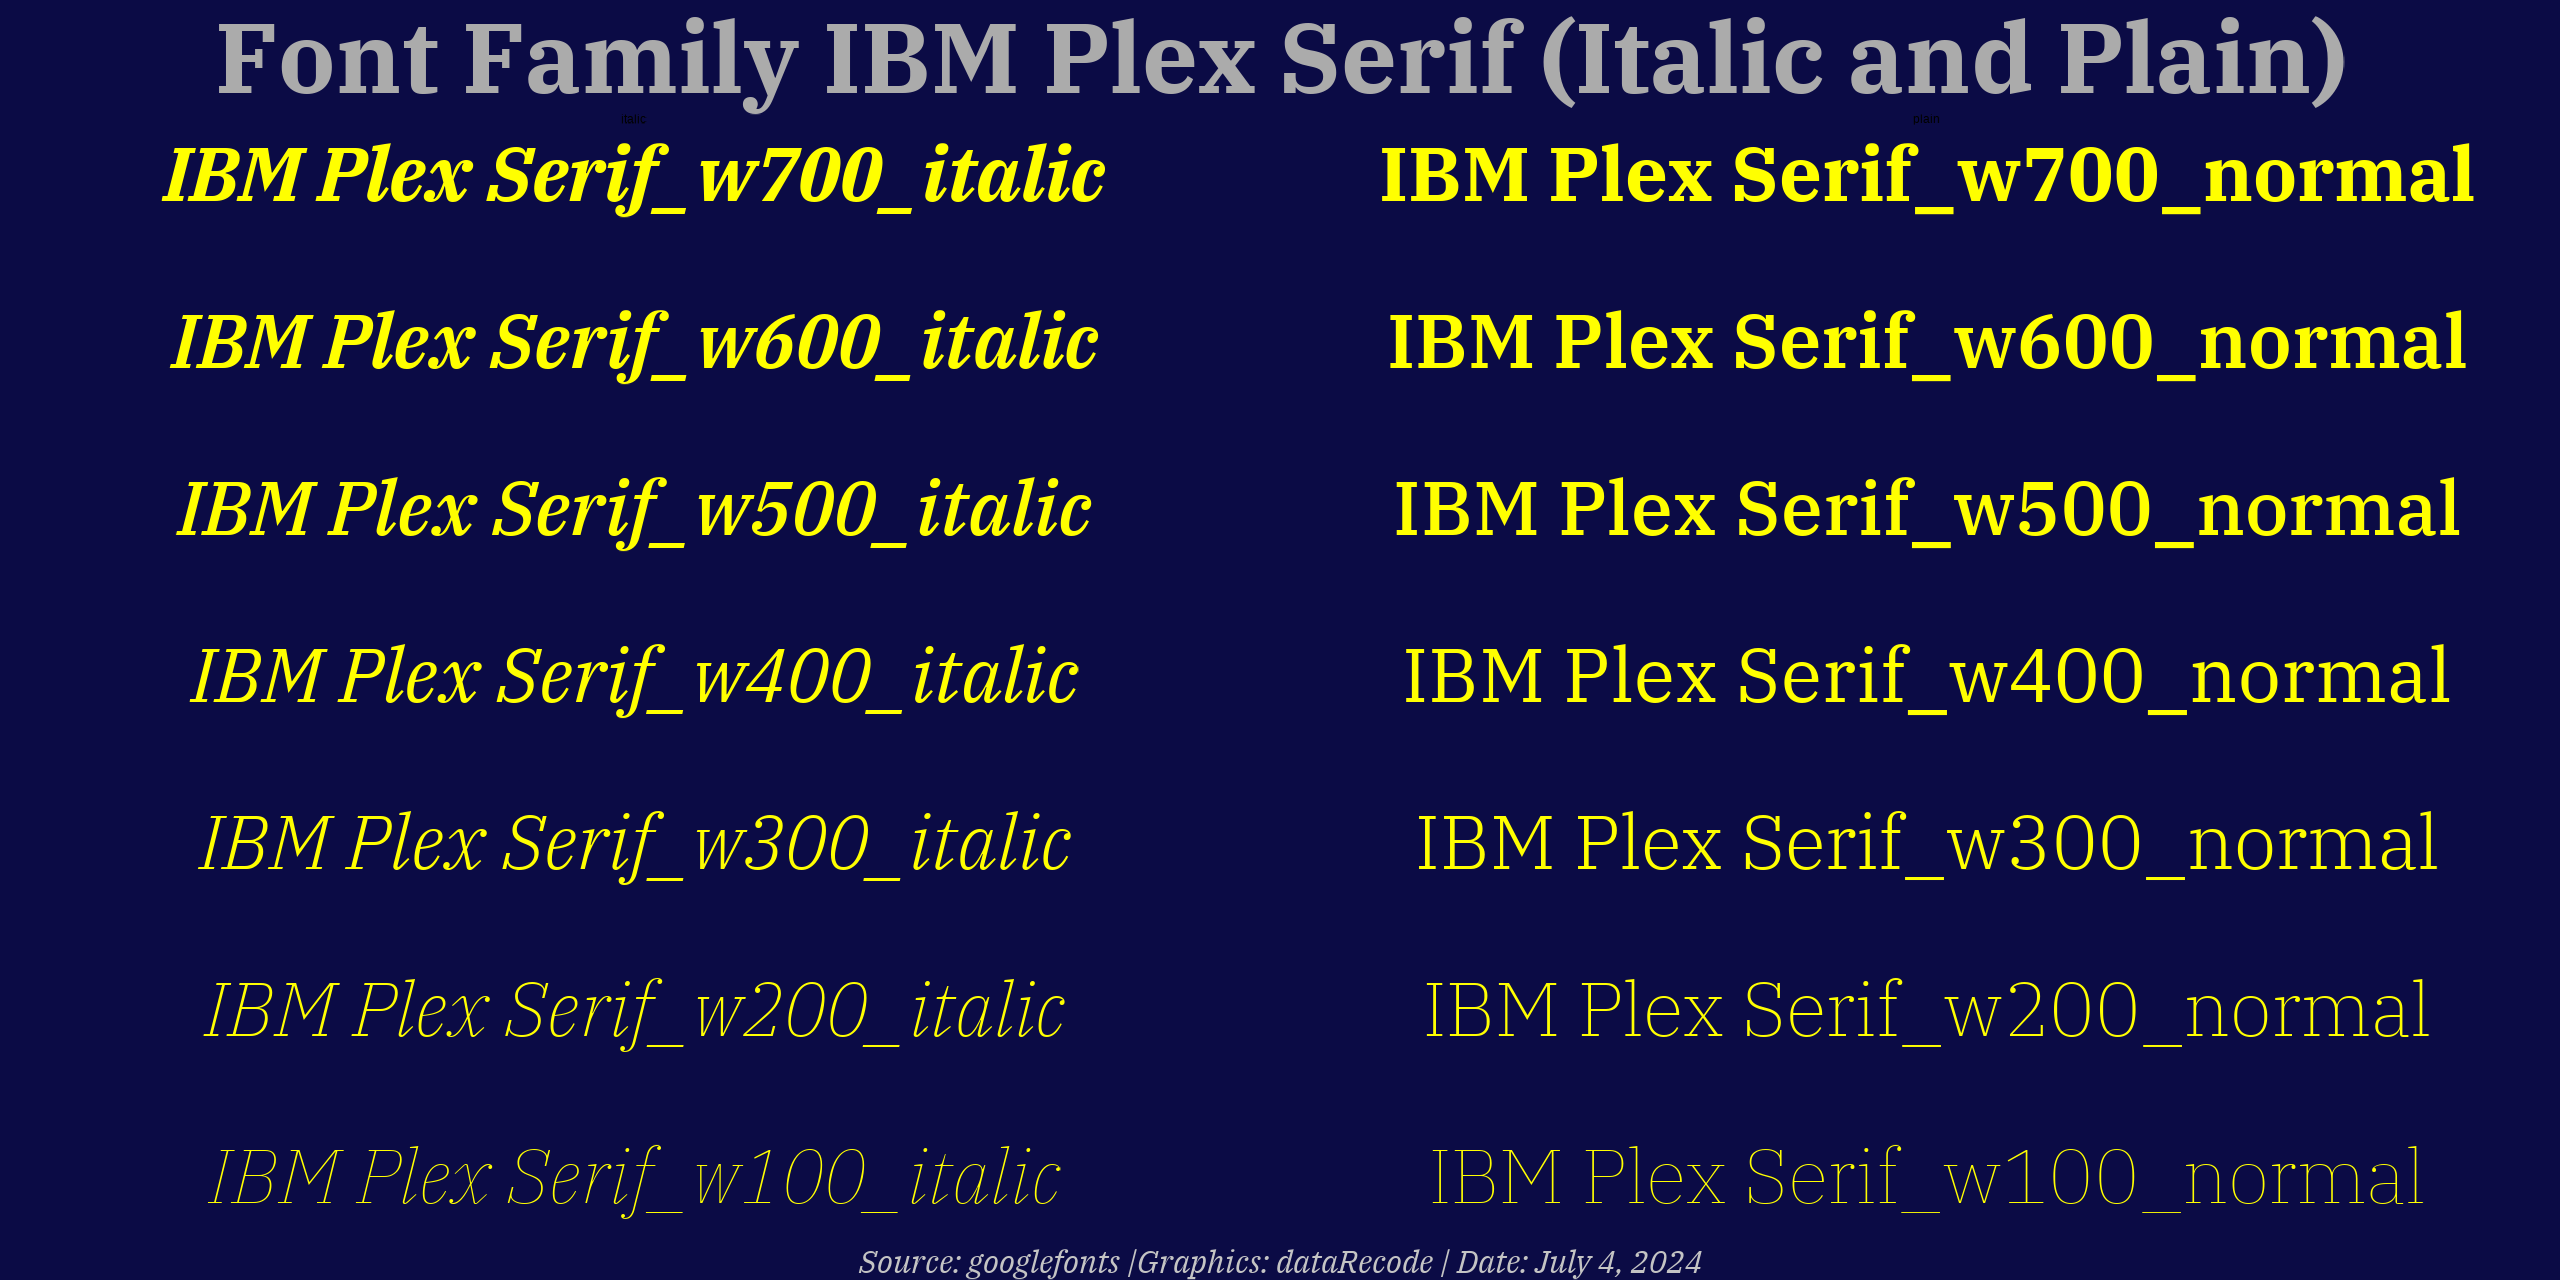 Font Family IBM Plex Serif (Italic and Plain)
italic plain
IBM Plex Serif_w700_italic IBM Plex Serif_w700_normal
IBM Plex Serif_w600_italic IBM Plex Serif_w600_normal
IBM Plex Serif_w500_italic IBM Plex Serif_w500_normal
IBM Plex Serif_w400_italic IBM Plex Serif_w400_normal
IBM Plex Serif_w300_italic IBM Plex Serif_w300_normal
IBM Plex Serif_w200_italic IBM Plex Serif_w200_normal
IBM Plex Serif_w100_italic IBM Plex Serif_w100_normal
Source: googlefonts |Graphics: dataRecode | Date: July 4, 2024